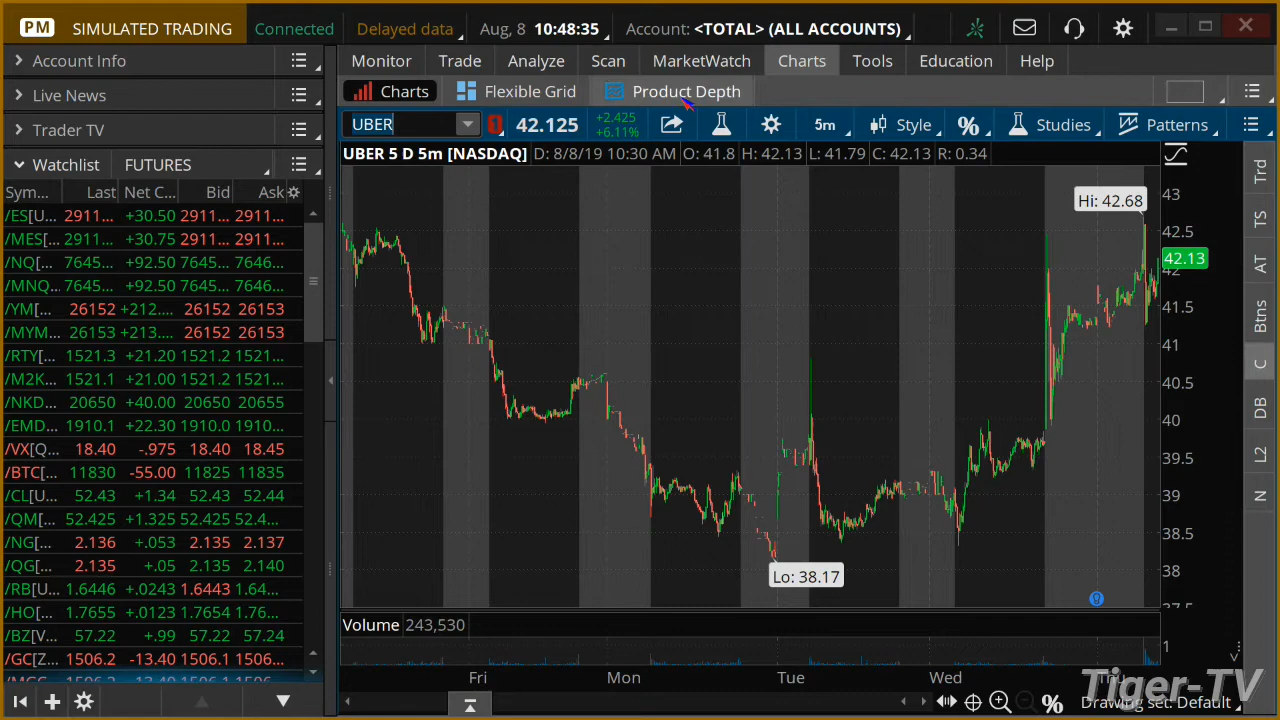 PM SIMULATED TRADING Connected Delayed data Aug, 8 10:48:35 Account: <TOTAL> (ALL ACCOUNTS)
Account Info
Live News
Trader TV
Watchlist FUTURES
Sym... Last Net C... Bid Ask
/ES[U... 2911... +30.50 2911... 2911...
/MES[... 2911... +30.75 2911... 2911...
/NQ[... 7645... +92.50 7645... 7646...
/MNQ... 7645... +92.50 7645... 7646...
/YM[... 26152 +212.... 26152 26153
/MYM... 26153 +213.... 26152 26153
/RTY[... 1521.3 +21.20 1521.2 1521...
/M2K... 1521.1 +21.00 1521.2 1521...
/NKD... 20650 +40.00 20650 20655
/EMD... 1910.1 +22.30 1910.0 1910...
/VX[Q... 18.40 -.975 18.40 18.45
/BTC[... 11830 -55.00 11825 11835
/CL[U... 52.43 +1.34 52.43 52.44
/QM[... 52.425 +1.325 52.425 52.4...
/NG[... 2.136 +.053 2.135 2.137
/QG[... 2.135 +.05 2.135 2.140
/RB[U... 1.6446 +.0243 1.6443 1.64...
/HO[... 1.7655 +.0123 1.7654 1.76...
/BZ[V... 57.22 +.99 57.22 57.24
/GC[Z... 1506.2 -13.40 1506.1 1506...
Monitor Trade Analyze Scan MarketWatch Charts Tools Education Help
Charts Flexible Grid Product Depth
UBER 1 42.125 +2.425 5m Style % Studies Patterns
+6.11%
UBER 5 D 5m [NASDAQ] D: 8/8/19 10:30 AM O: 41.8 H: 42.13 L: 41.79 C: 42.13 R: 0.34
Hi: 42.68
Lo: 38.17
43
42.5
42.13
42
41.5
41
40.5
40
39.5
39
38.5
38
37.5
Trd
TS
AT
Btns
C
DB
L2
N
Volume 243,530
1
Fri Mon Tue Wed Thu
Tiger-TV
% Drawing set: Default